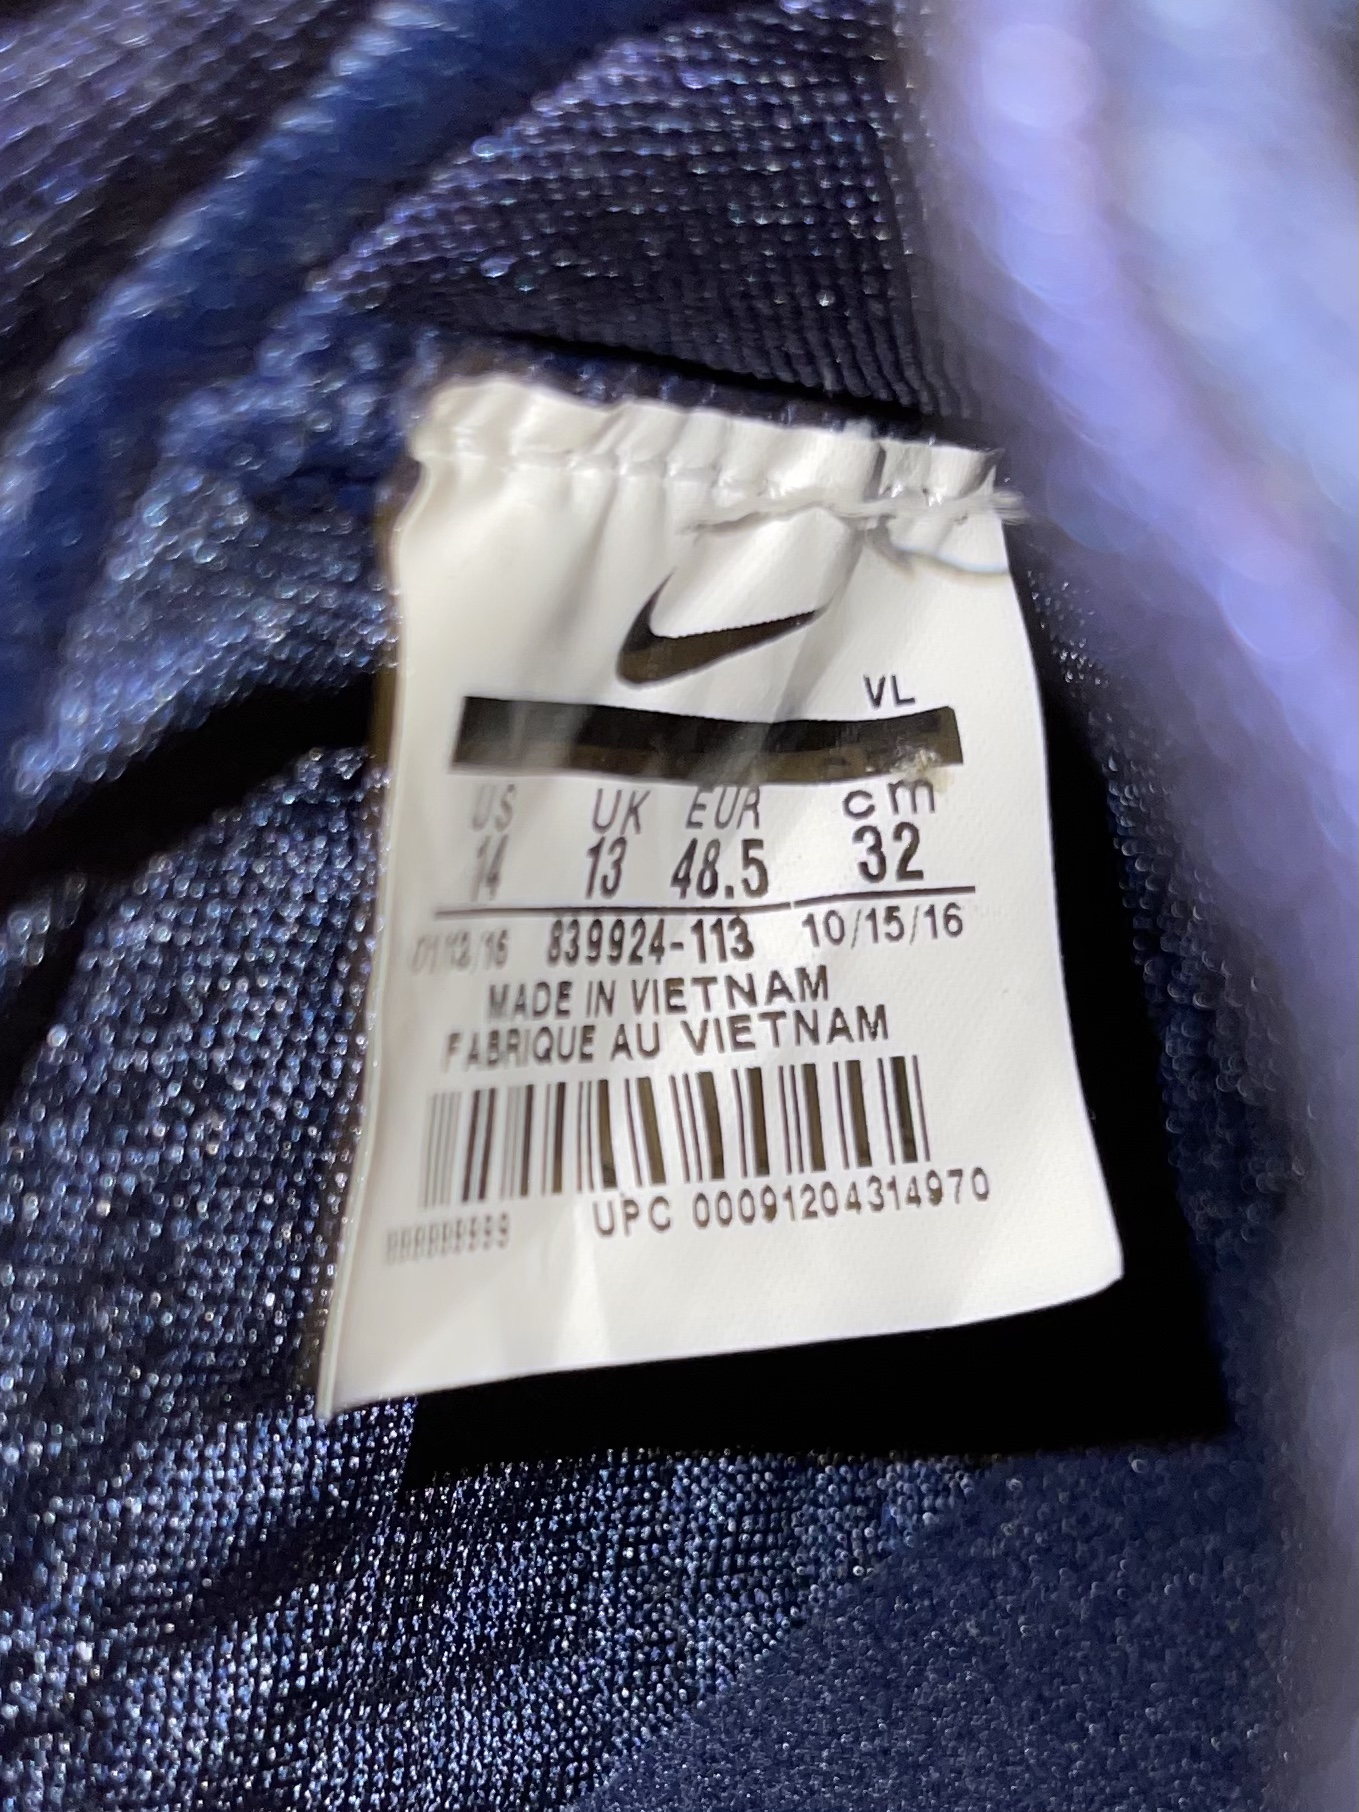 VL
US UK EUR cm
14 13 48.5 32
839924-113 10/15/16
MADE IN VIETNAM
FABRIQUE AU VIETNAM
UPC 00091204314970